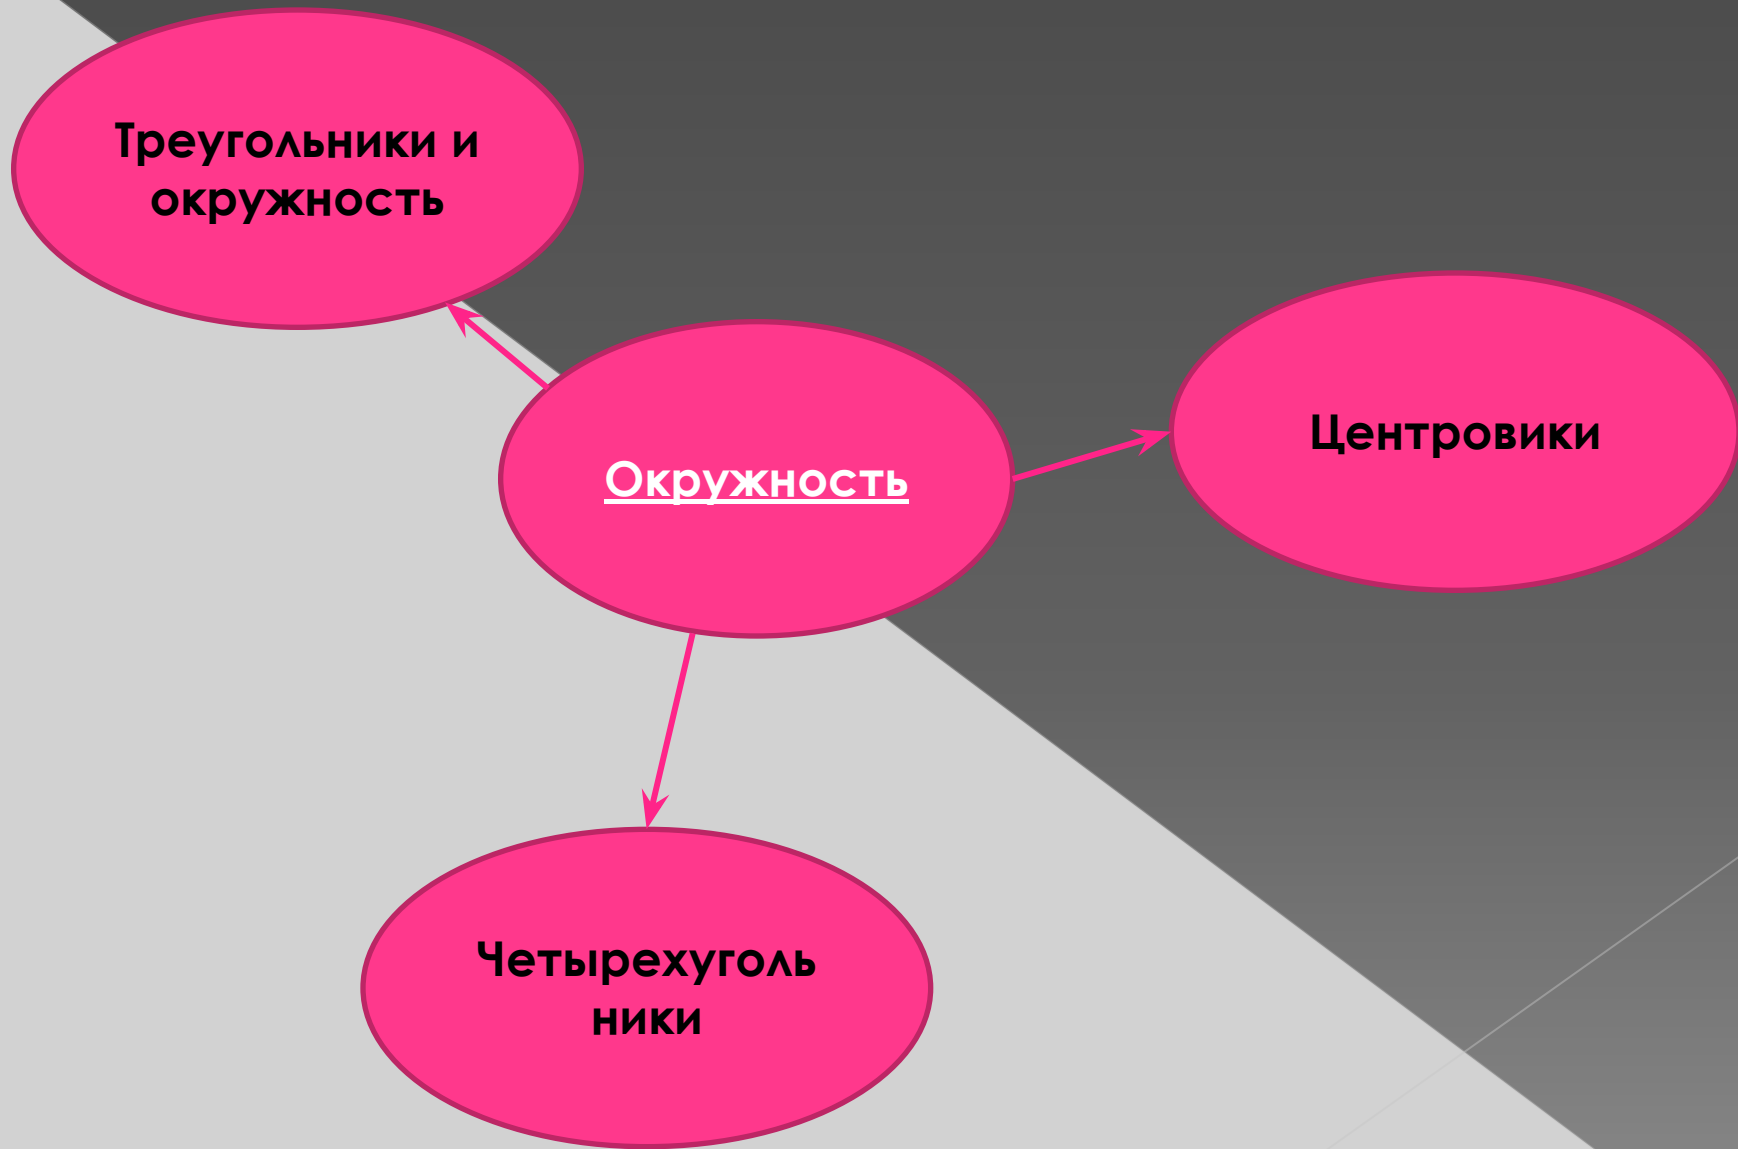 Треугольники и
окружность
Центровики
Окружность
Четырехуголь
ники